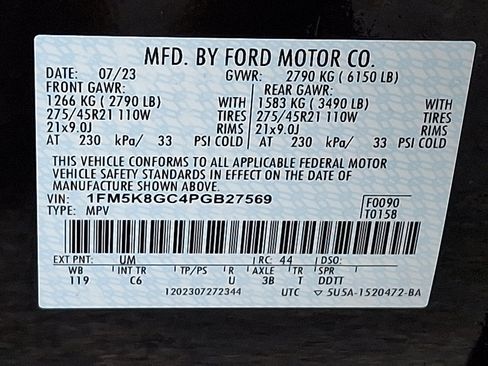 MFD. BY FORD MOTOR CO.
DATE: 07/23 GVWR: 2790 KG ( 6150 LB)
FRONT GAWR: REAR GAWR:
1266 KG ( 2790 LB) WITH 1583 KG ( 3490 LB) WITH
275/45R21 110W TIRES 275/45R21 110W TIRES
21x9.0J RIMS 21x9.0J RIMS
AT 230 kPa/ 33 PSI COLD AT 230 kPa/ 33 PSI COLD
THIS VEHICLE CONFORMS TO ALL APPLICABLE FEDERAL MOTOR
VEHICLE SAFETY STANDARDS IN EFFECT ON THE DATE OF
MANUFACTURE SHOWN ABOVE.
VIN: 1FM5K8GC4PGB27569 F0090
TYPE: MPV T0158
EXT PNT: UM RC: 44 DSO:
WB INT TR TP/PS R AXLE TR SPR
119 C6 U 3B T DDTT
1202307272344 UTC ▽ 5U5A-1520472-BA